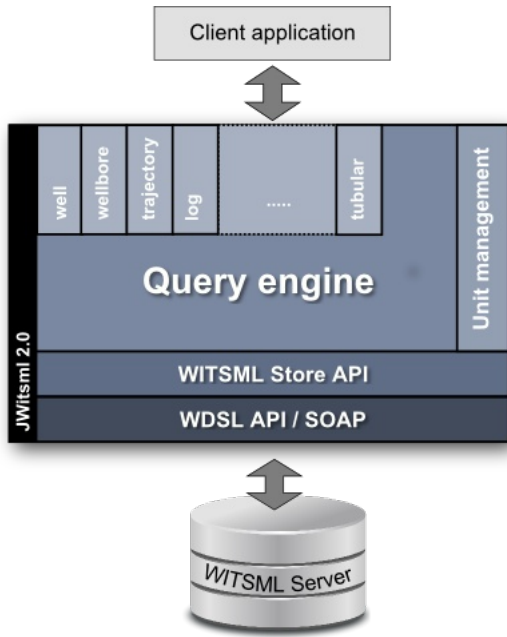 Client application
JWitsml 2.0
well
wellbore
trajectory
log
.....
tubular
Unit management
Query engine
WITSML Store API
WDSL API / SOAP
WITSML Server